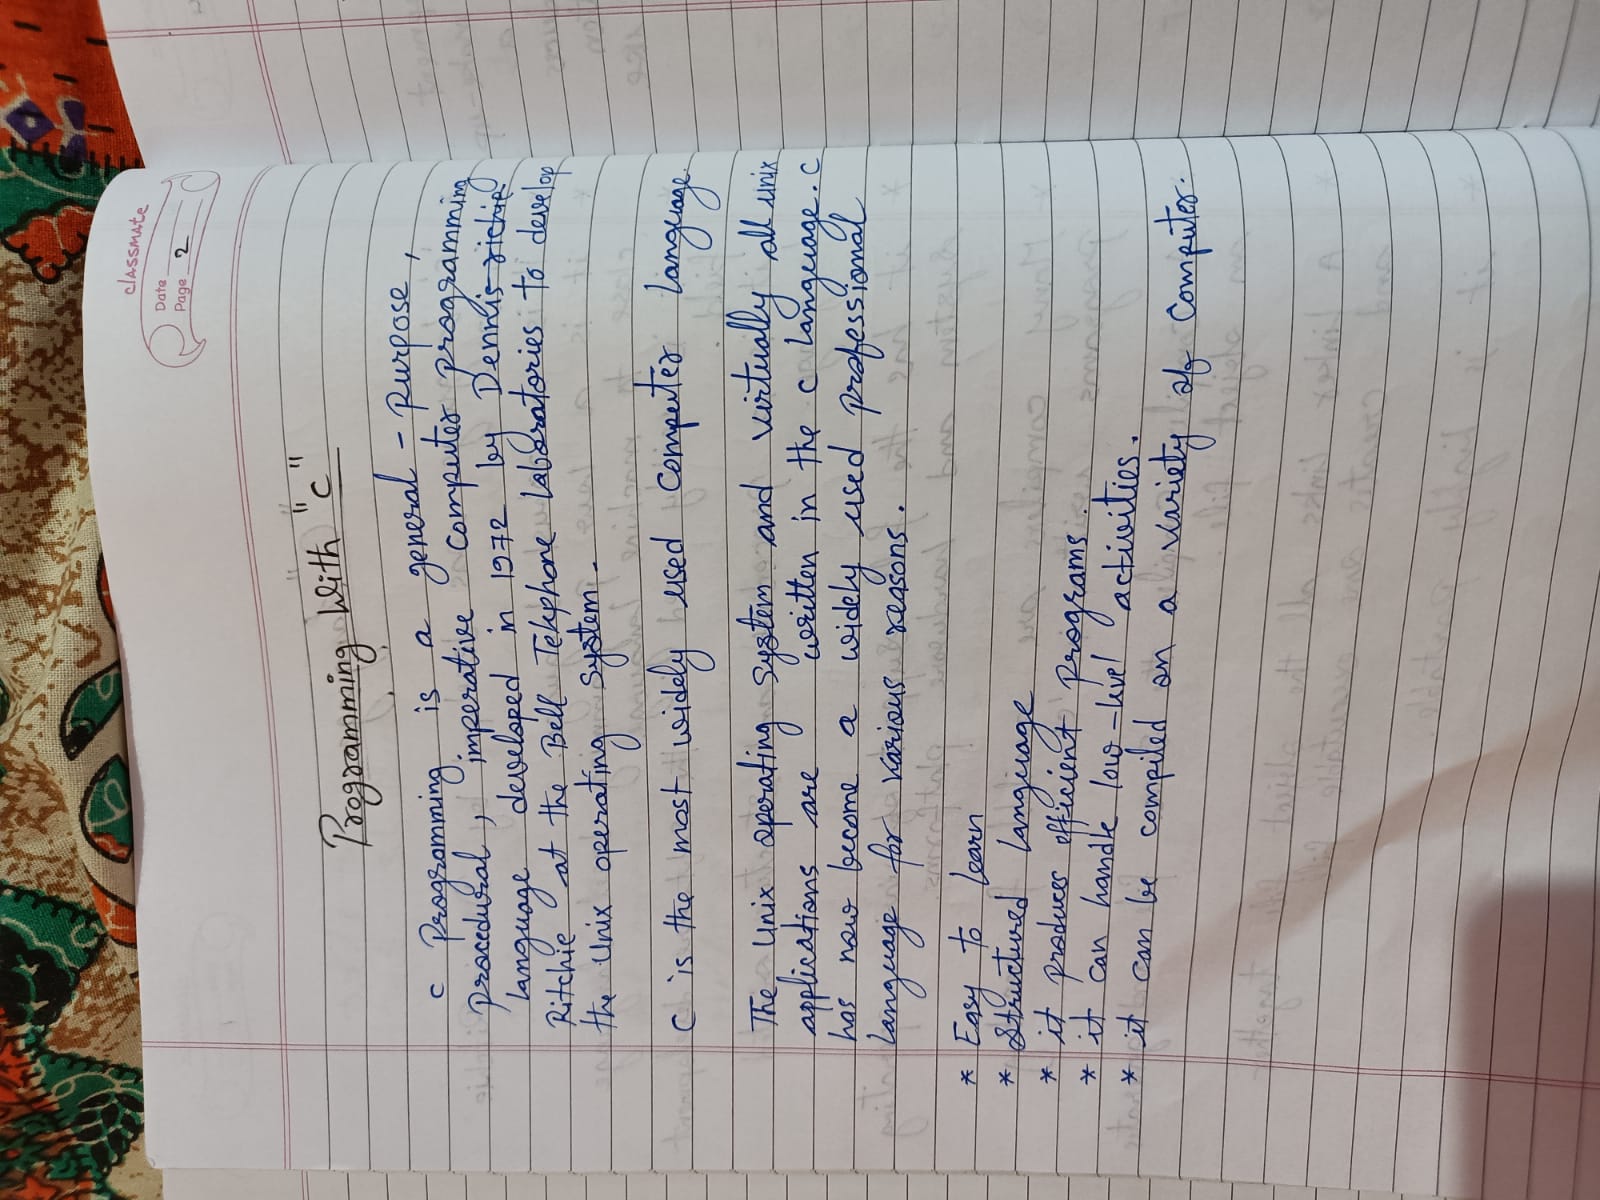 classmate
Date
Page 2
Programming With "C"
C Programming is a general - Purpose,
Procedural, imperative computer programming
language developed in 1972 by Dennis
Ritchie at the Bell Telephone Laboratories to develop
the Unix operating system.
C is the most widely used computer language
The Unix operating system and virtually all unix
applications are written in the c language. C
has now become a widely used professional
language for various reasons.
* Easy to Learn
* Structured language
* it produces efficient programs.
* it can handle low-level activities.
* it can be compiled on a variety of computer.